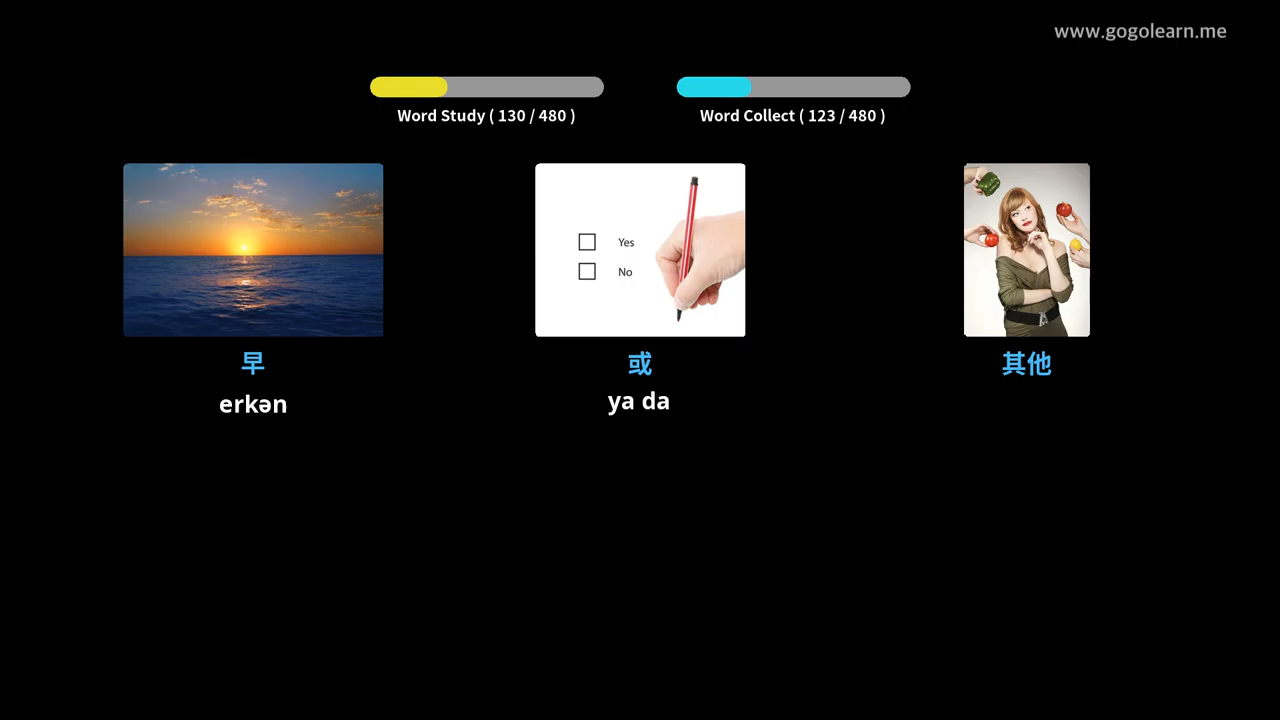 www.gogolearn.me
Word Study ( 130 / 480 )
Word Collect ( 123 / 480 )
Yes
No
早
或
其他
erkən
ya da